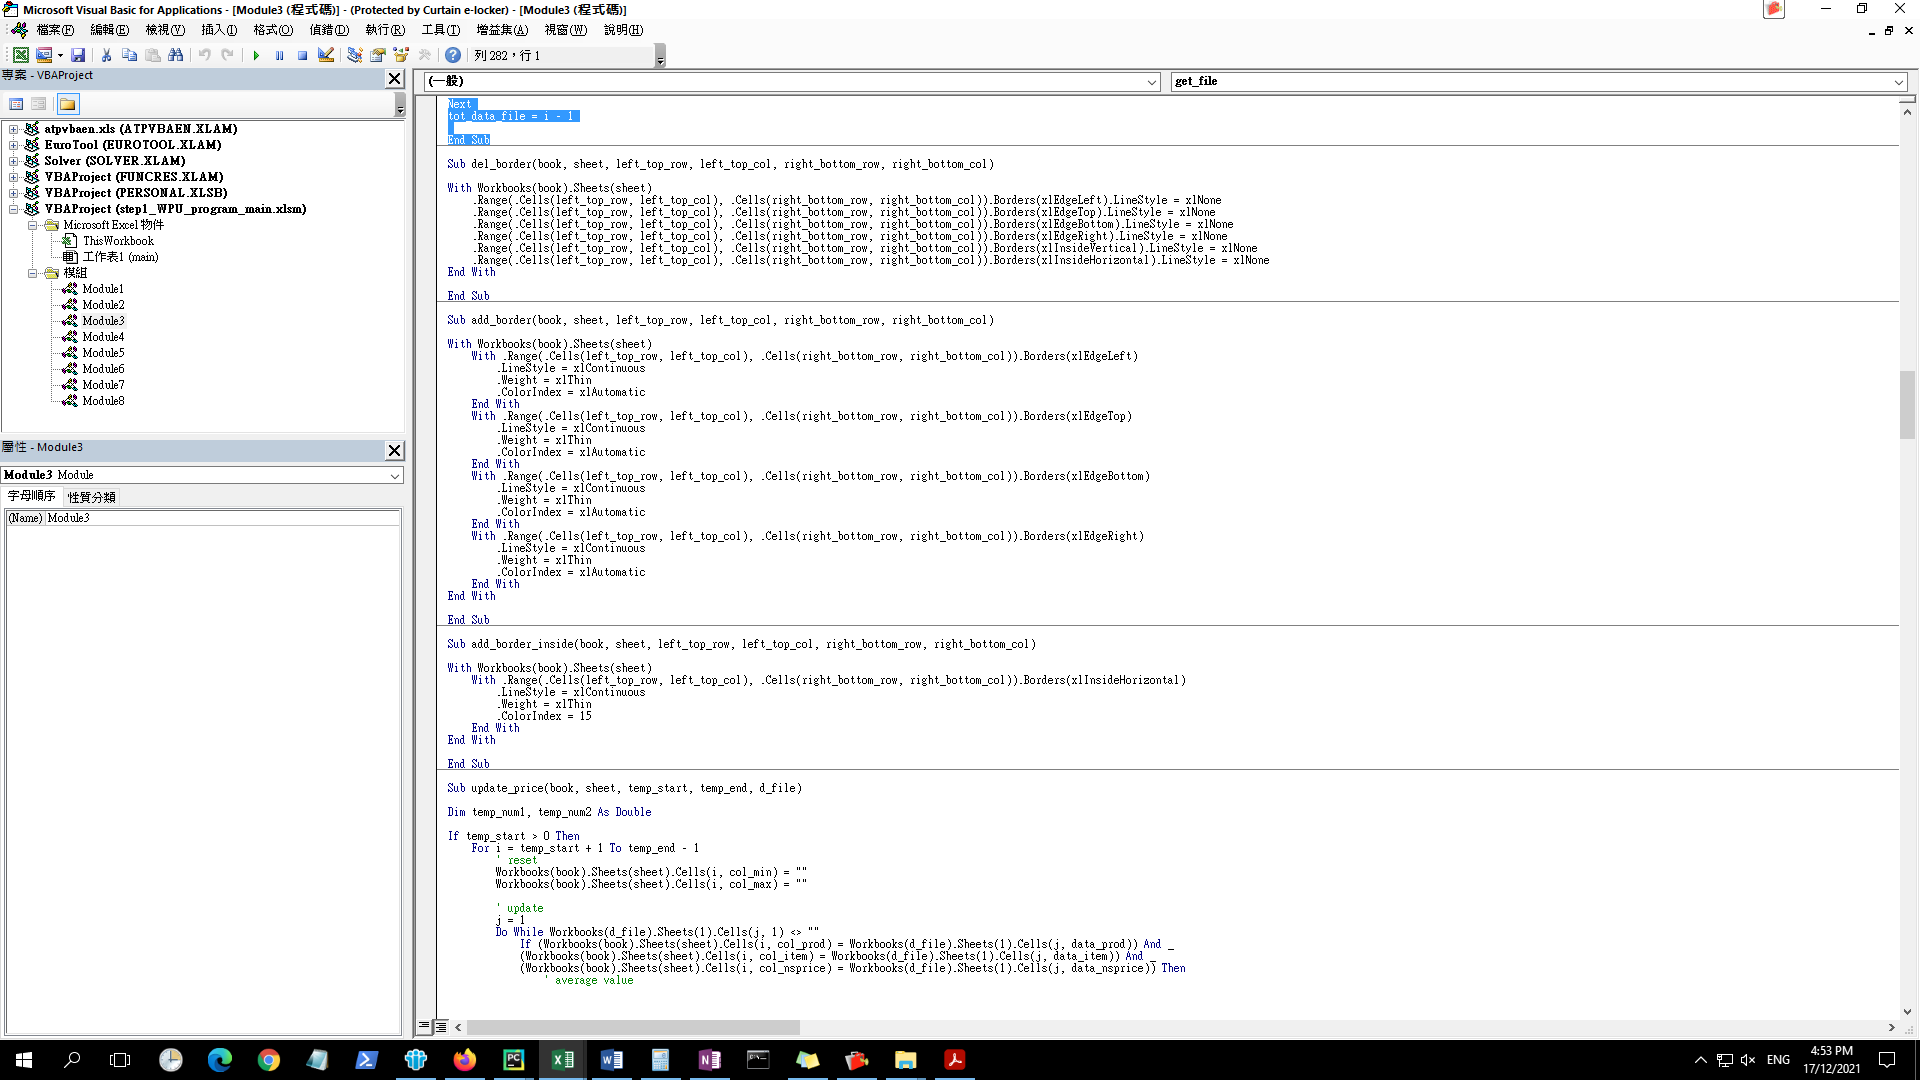 Microsoft Visual Basic for Applications - [Module3 (程式碼)] - (Protected by Curtain e-locker) - [Module3 (程式碼)]
檔案(F) 編輯(E) 檢視(V) 插入(I) 格式(O) 偵錯(D) 執行(R) 工具(T) 增益集(A) 視窗(W) 說明(H)
列 282，行 1
專案 - VBAProject
atpvbaen.xls (ATPVBAEN.XLAM)
EuroTool (EUROTOOL.XLAM)
Solver (SOLVER.XLAM)
VBAProject (FUNCRES.XLAM)
VBAProject (PERSONAL.XLSB)
VBAProject (step1_WPU_program_main.xlsm)
Microsoft Excel 物件
ThisWorkbook
工作表1 (main)
模組
Module1
Module2
Module3
Module4
Module5
Module6
Module7
Module8
屬性 - Module3
Module3 Module
字母順序 性質分類
(Name) Module3
(一般) get_file
Next
tot_data_file = i - 1
End Sub
Sub del_border(book, sheet, left_top_row, left_top_col, right_bottom_row, right_bottom_col)
With Workbooks(book).Sheets(sheet)
.Range(.Cells(left_top_row, left_top_col), .Cells(right_bottom_row, right_bottom_col)).Borders(xlEdgeLeft).LineStyle = xlNone
.Range(.Cells(left_top_row, left_top_col), .Cells(right_bottom_row, right_bottom_col)).Borders(xlEdgeTop).LineStyle = xlNone
.Range(.Cells(left_top_row, left_top_col), .Cells(right_bottom_row, right_bottom_col)).Borders(xlEdgeBottom).LineStyle = xlNone
.Range(.Cells(left_top_row, left_top_col), .Cells(right_bottom_row, right_bottom_col)).Borders(xlEdgeRight).LineStyle = xlNone
.Range(.Cells(left_top_row, left_top_col), .Cells(right_bottom_row, right_bottom_col)).Borders(xlInsideVertical).LineStyle = xlNone
.Range(.Cells(left_top_row, left_top_col), .Cells(right_bottom_row, right_bottom_col)).Borders(xlInsideHorizontal).LineStyle = xlNone
End With
End Sub
Sub add_border(book, sheet, left_top_row, left_top_col, right_bottom_row, right_bottom_col)
With Workbooks(book).Sheets(sheet)
With .Range(.Cells(left_top_row, left_top_col), .Cells(right_bottom_row, right_bottom_col)).Borders(xlEdgeLeft)
.LineStyle = xlContinuous
.Weight = xlThin
.ColorIndex = xlAutomatic
End With
With .Range(.Cells(left_top_row, left_top_col), .Cells(right_bottom_row, right_bottom_col)).Borders(xlEdgeTop)
.LineStyle = xlContinuous
.Weight = xlThin
.ColorIndex = xlAutomatic
End With
With .Range(.Cells(left_top_row, left_top_col), .Cells(right_bottom_row, right_bottom_col)).Borders(xlEdgeBottom)
.LineStyle = xlContinuous
.Weight = xlThin
.ColorIndex = xlAutomatic
End With
With .Range(.Cells(left_top_row, left_top_col), .Cells(right_bottom_row, right_bottom_col)).Borders(xlEdgeRight)
.LineStyle = xlContinuous
.Weight = xlThin
.ColorIndex = xlAutomatic
End With
End With
End Sub
Sub add_border_inside(book, sheet, left_top_row, left_top_col, right_bottom_row, right_bottom_col)
With Workbooks(book).Sheets(sheet)
With .Range(.Cells(left_top_row, left_top_col), .Cells(right_bottom_row, right_bottom_col)).Borders(xlInsideHorizontal)
.LineStyle = xlContinuous
.Weight = xlThin
.ColorIndex = 15
End With
End With
End Sub
Sub update_price(book, sheet, temp_start, temp_end, d_file)
Dim temp_num1, temp_num2 As Double
If temp_start > 0 Then
For i = temp_start + 1 To temp_end - 1
' reset
Workbooks(book).Sheets(sheet).Cells(i, col_min) = ""
Workbooks(book).Sheets(sheet).Cells(i, col_max) = ""
' update
j = 1
Do While Workbooks(d_file).Sheets(1).Cells(j, 1) <> ""
If (Workbooks(book).Sheets(sheet).Cells(i, col_prod) = Workbooks(d_file).Sheets(1).Cells(j, data_prod)) And _
(Workbooks(book).Sheets(sheet).Cells(i, col_item) = Workbooks(d_file).Sheets(1).Cells(j, data_item)) And _
(Workbooks(book).Sheets(sheet).Cells(i, col_nsprice) = Workbooks(d_file).Sheets(1).Cells(j, data_nsprice)) Then
' average value
ENG
4:53 PM
17/12/2021